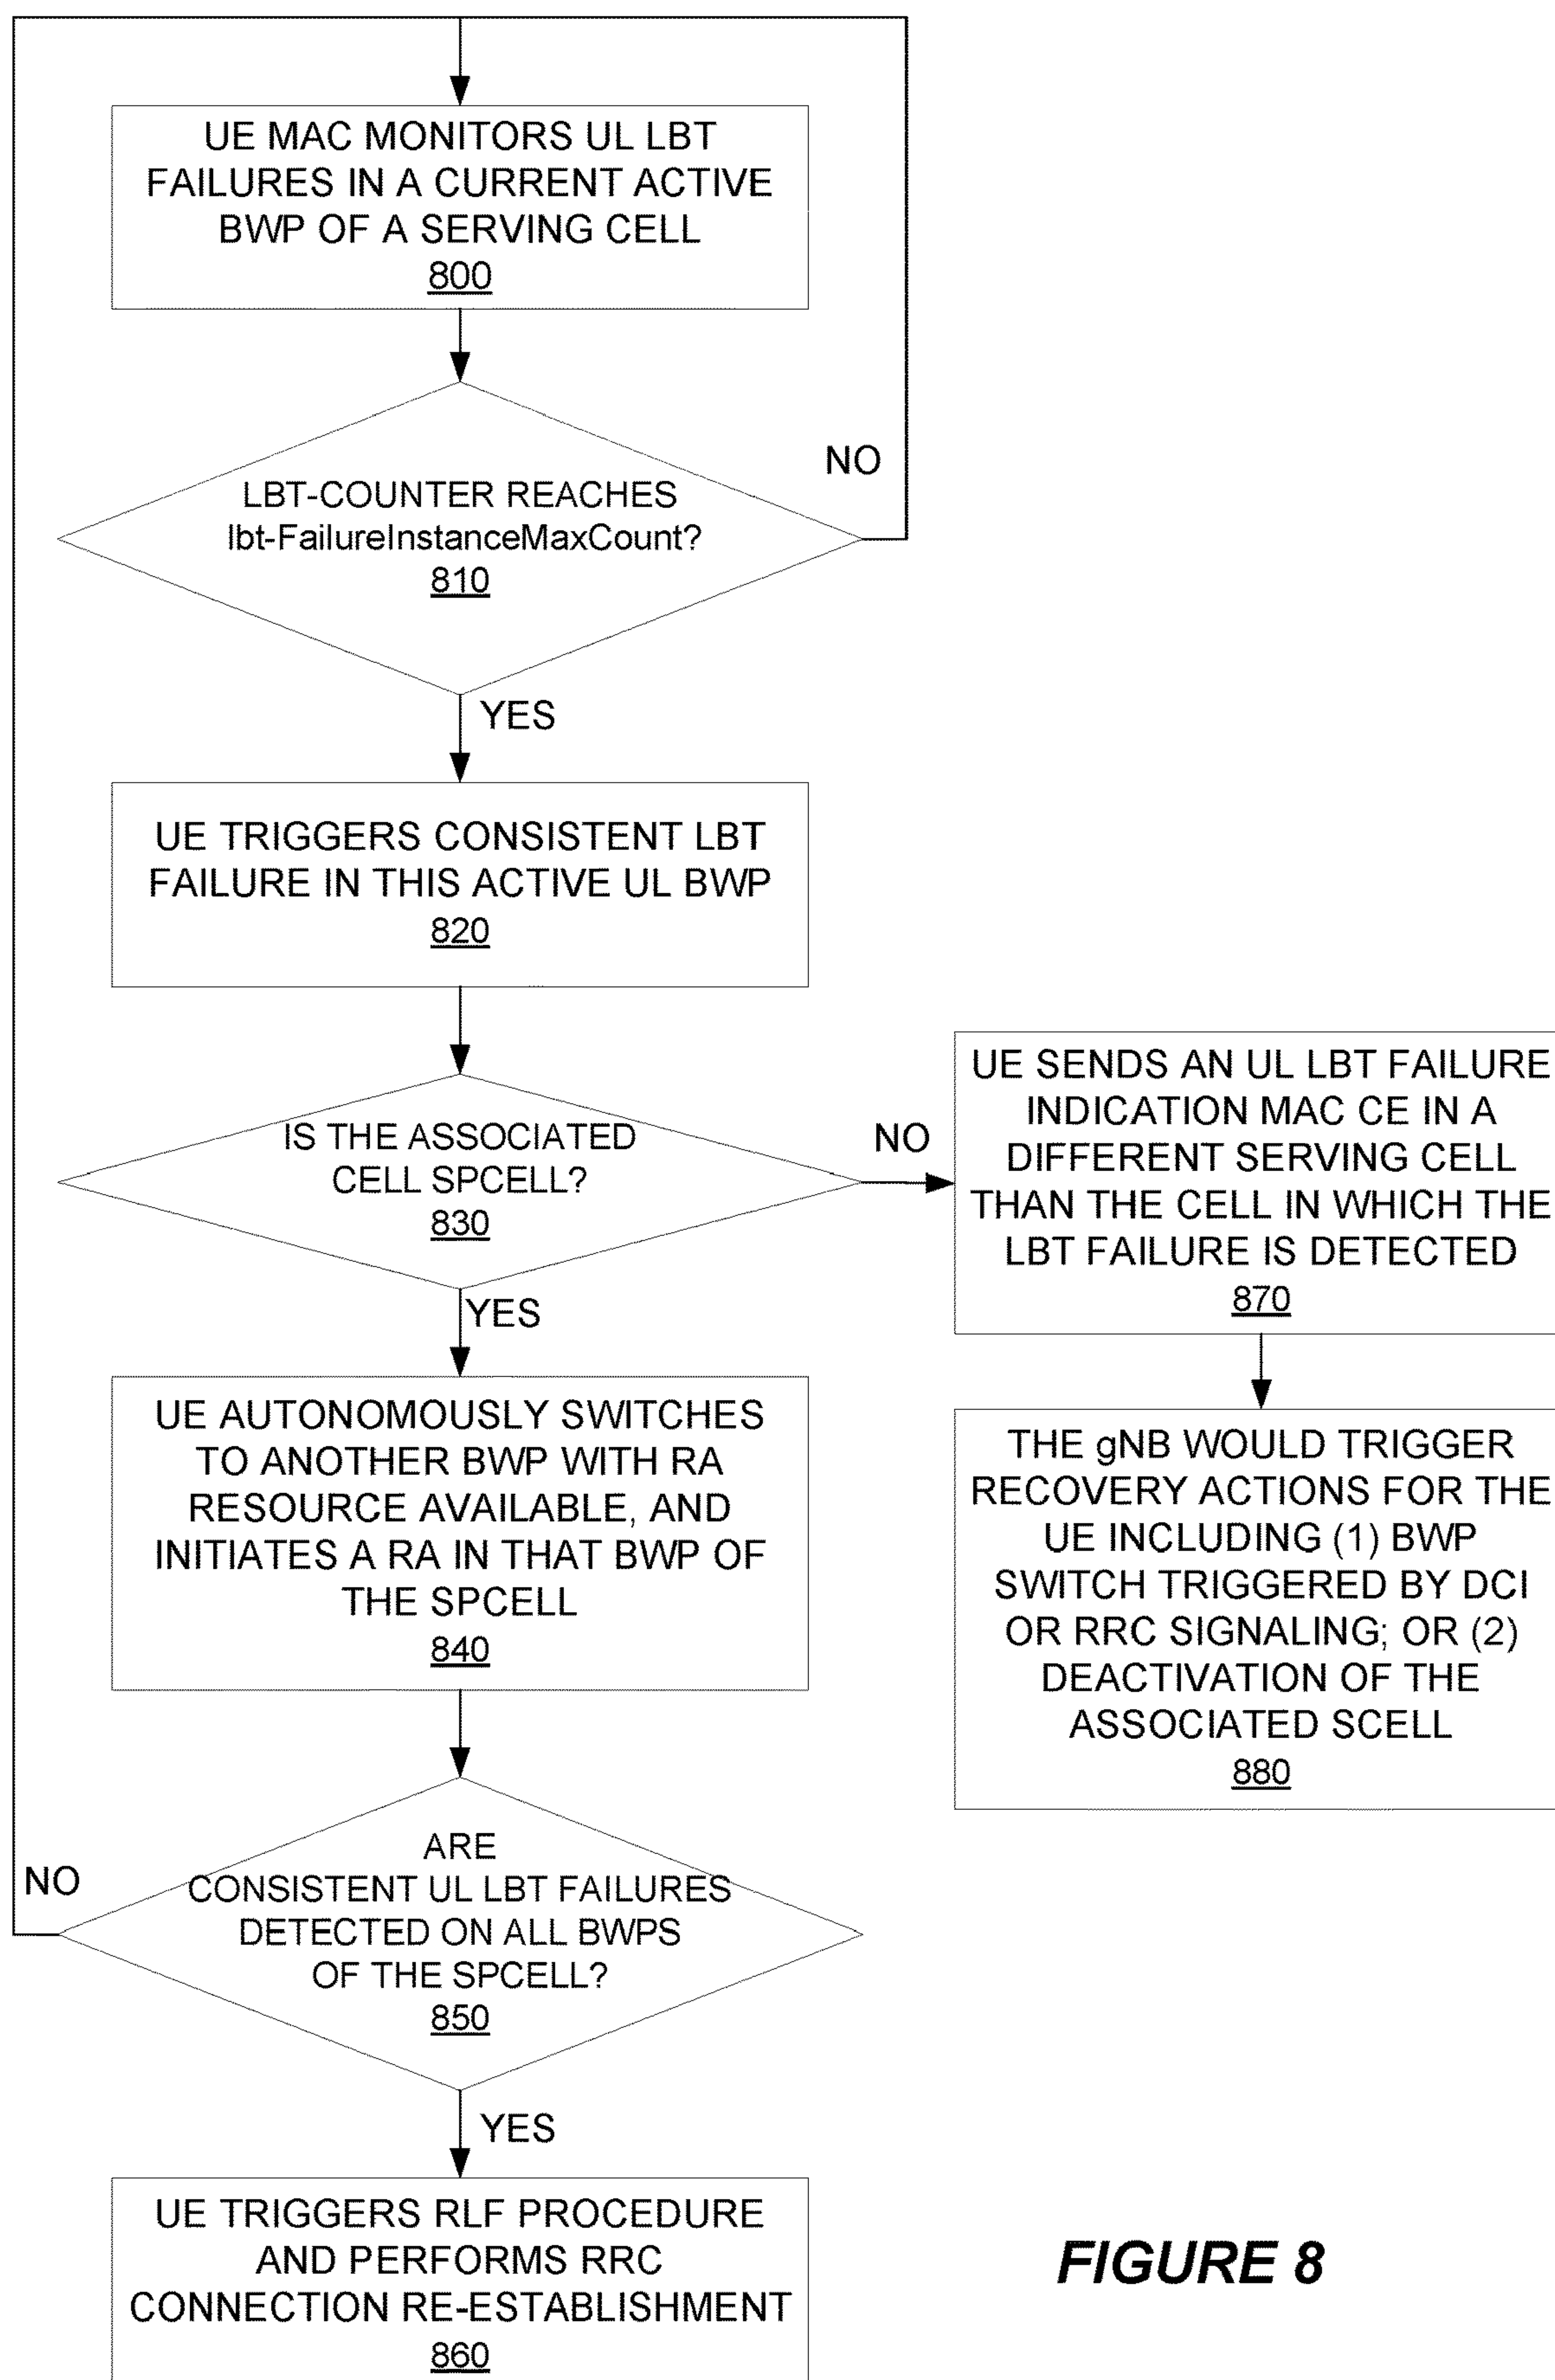 UE MAC MONITORS UL LBT
FAILURES IN A CURRENT ACTIVE
BWP OF A SERVING CELL
800
NO
LBT-COUNTER REACHES
lbt-FailureInstanceMaxCount?
810
YES
UE TRIGGERS CONSISTENT LBT
FAILURE IN THIS ACTIVE UL BWP
820
IS THE ASSOCIATED
CELL SPCELL?
830
NO
YES
UE SENDS AN UL LBT FAILURE
INDICATION MAC CE IN A
DIFFERENT SERVING CELL
THAN THE CELL IN WHICH THE
LBT FAILURE IS DETECTED
870
UE AUTONOMOUSLY SWITCHES
TO ANOTHER BWP WITH RA
RESOURCE AVAILABLE, AND
INITIATES A RA IN THAT BWP OF
THE SPCELL
840
THE gNB WOULD TRIGGER
RECOVERY ACTIONS FOR THE
UE INCLUDING (1) BWP
SWITCH TRIGGERED BY DCI
OR RRC SIGNALING; OR (2)
DEACTIVATION OF THE
ASSOCIATED SCELL
880
NO
ARE
CONSISTENT UL LBT FAILURES
DETECTED ON ALL BWPS
OF THE SPCELL?
850
YES
UE TRIGGERS RLF PROCEDURE
AND PERFORMS RRC
CONNECTION RE-ESTABLISHMENT
860
FIGURE 8